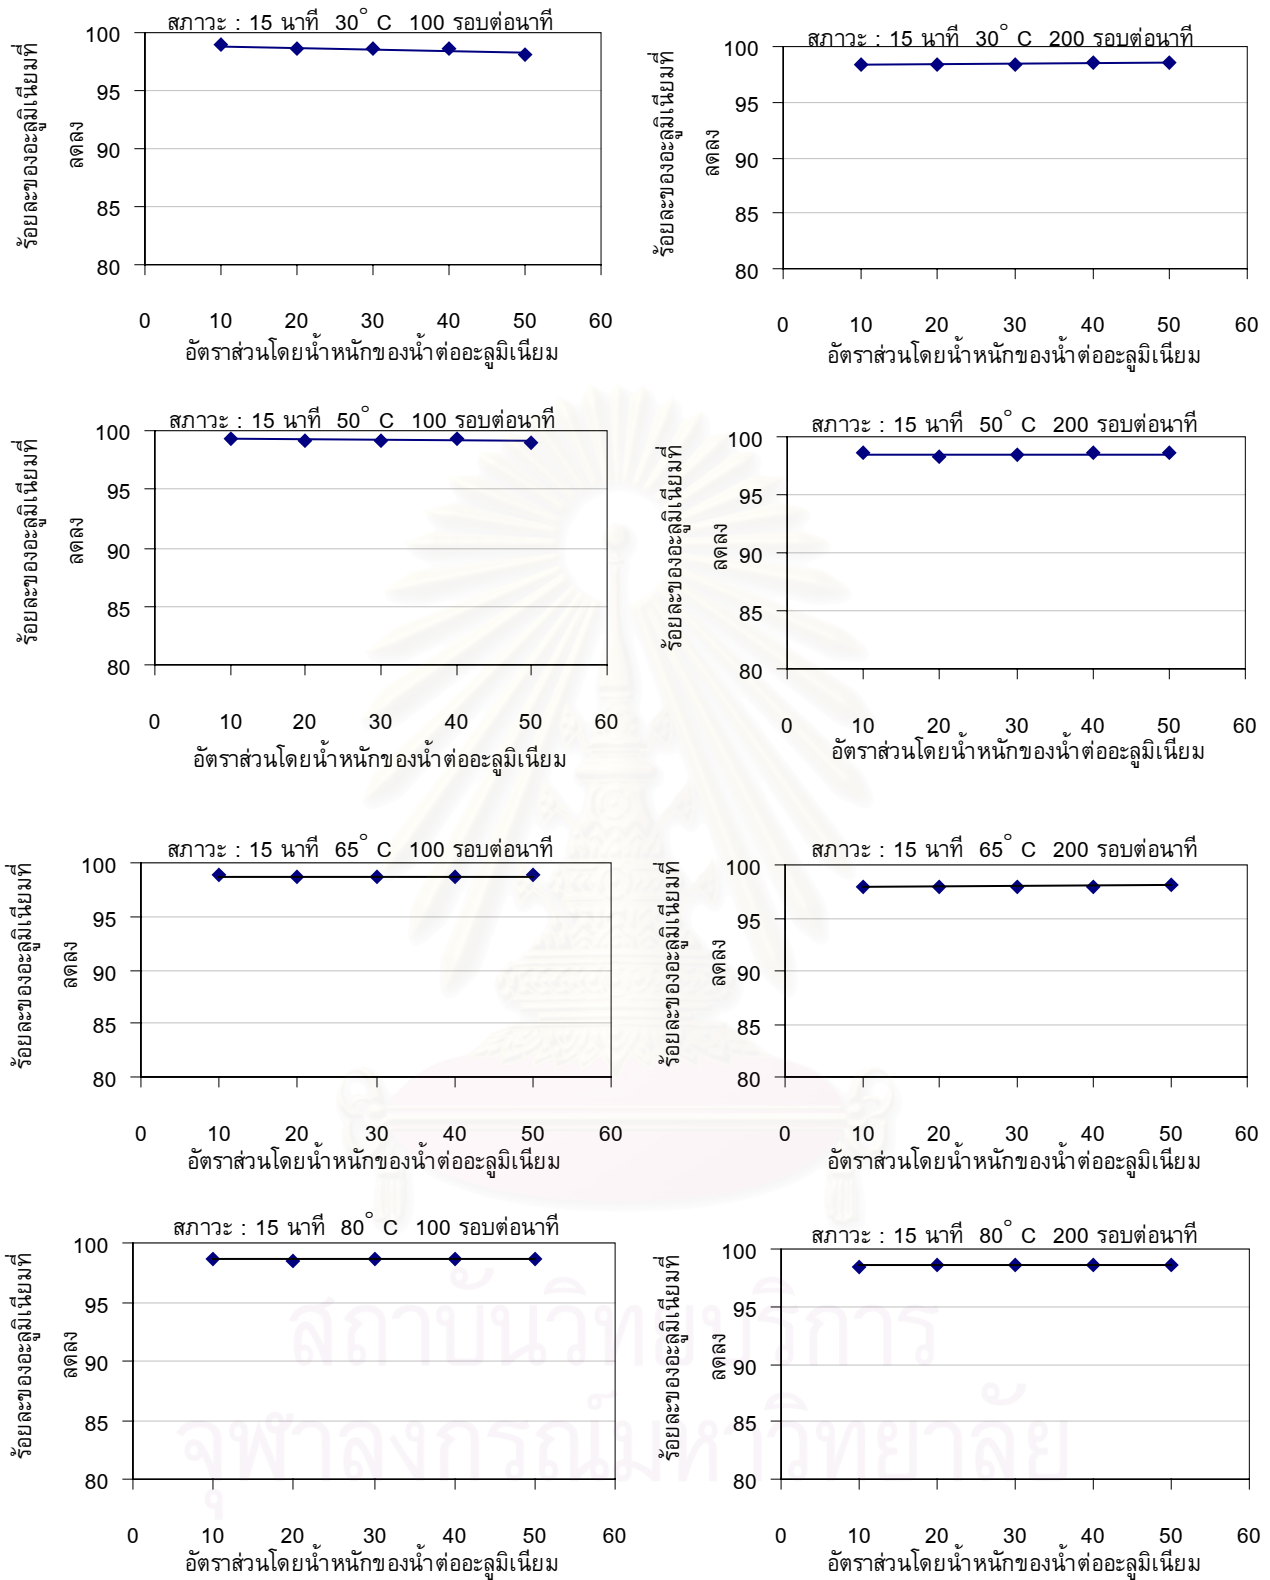 สภาวะ : 15 นาที 30° C 100 รอบต่อนาที
ร้อยละของอะลูมิเนียมที่
ลดลง
100
95
90
85
80
0 10 20 30 40 50 60
อัตราส่วนโดยน้ำหนักของน้ำต่ออะลูมิเนียม
สภาวะ : 15 นาที 30° C 200 รอบต่อนาที
ร้อยละของอะลูมิเนียมที่
ลดลง
100
95
90
85
80
0 10 20 30 40 50 60
อัตราส่วนโดยน้ำหนักของน้ำต่ออะลูมิเนียม
สภาวะ : 15 นาที 50° C 100 รอบต่อนาที
ร้อยละของอะลูมิเนียมที่
ลดลง
100
95
90
85
80
0 10 20 30 40 50 60
อัตราส่วนโดยน้ำหนักของน้ำต่ออะลูมิเนียม
สภาวะ : 15 นาที 50° C 200 รอบต่อนาที
ร้อยละของอะลูมิเนียมที่
ลดลง
100
95
90
85
80
0 10 20 30 40 50 60
อัตราส่วนโดยน้ำหนักของน้ำต่ออะลูมิเนียม
สภาวะ : 15 นาที 65° C 100 รอบต่อนาที
ร้อยละของอะลูมิเนียมที่
ลดลง
100
95
90
85
80
0 10 20 30 40 50 60
อัตราส่วนโดยน้ำหนักของน้ำต่ออะลูมิเนียม
สภาวะ : 15 นาที 65° C 200 รอบต่อนาที
ร้อยละของอะลูมิเนียมที่
ลดลง
100
95
90
85
80
0 10 20 30 40 50 60
อัตราส่วนโดยน้ำหนักของน้ำต่ออะลูมิเนียม
สภาวะ : 15 นาที 80° C 100 รอบต่อนาที
ร้อยละของอะลูมิเนียมที่
ลดลง
100
95
90
85
80
0 10 20 30 40 50 60
อัตราส่วนโดยน้ำหนักของน้ำต่ออะลูมิเนียม
สภาวะ : 15 นาที 80° C 200 รอบต่อนาที
ร้อยละของอะลูมิเนียมที่
ลดลง
100
95
90
85
80
0 10 20 30 40 50 60
อัตราส่วนโดยน้ำหนักของน้ำต่ออะลูมิเนียม
สถาบันวิทยบริการ
จุฬาลงกรณ์มหาวิทยาลัย